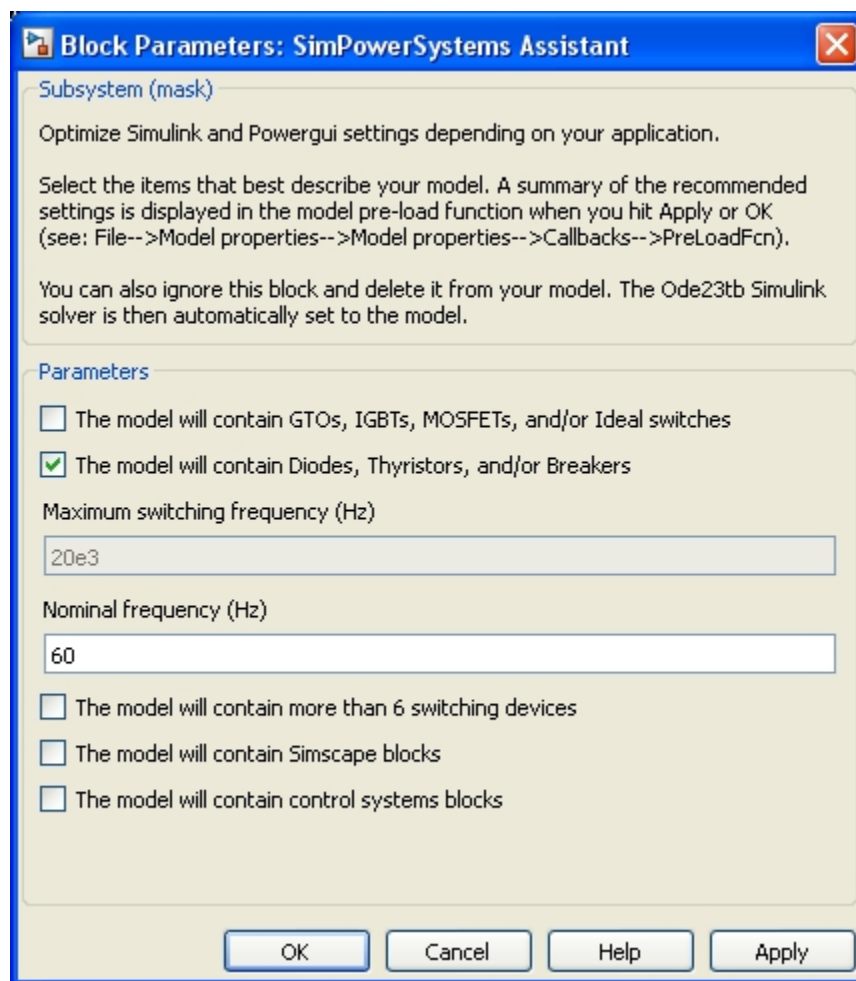 Block Parameters: SimPowerSystems Assistant
Subsystem (mask)
Optimize Simulink and Powergui settings depending on your application.
Select the items that best describe your model. A summary of the recommended
settings is displayed in the model pre-load function when you hit Apply or OK
(see: File-->Model properties-->Model properties-->Callbacks-->PreLoadFcn).
You can also ignore this block and delete it from your model. The Ode23tb Simulink
solver is then automatically set to the model.
Parameters
The model will contain GTOs, IGBTs, MOSFETs, and/or Ideal switches
The model will contain Diodes, Thyristors, and/or Breakers
Maximum switching frequency (Hz)
20e3
Nominal frequency (Hz)
60
The model will contain more than 6 switching devices
The model will contain Simscape blocks
The model will contain control systems blocks
OK Cancel Help Apply